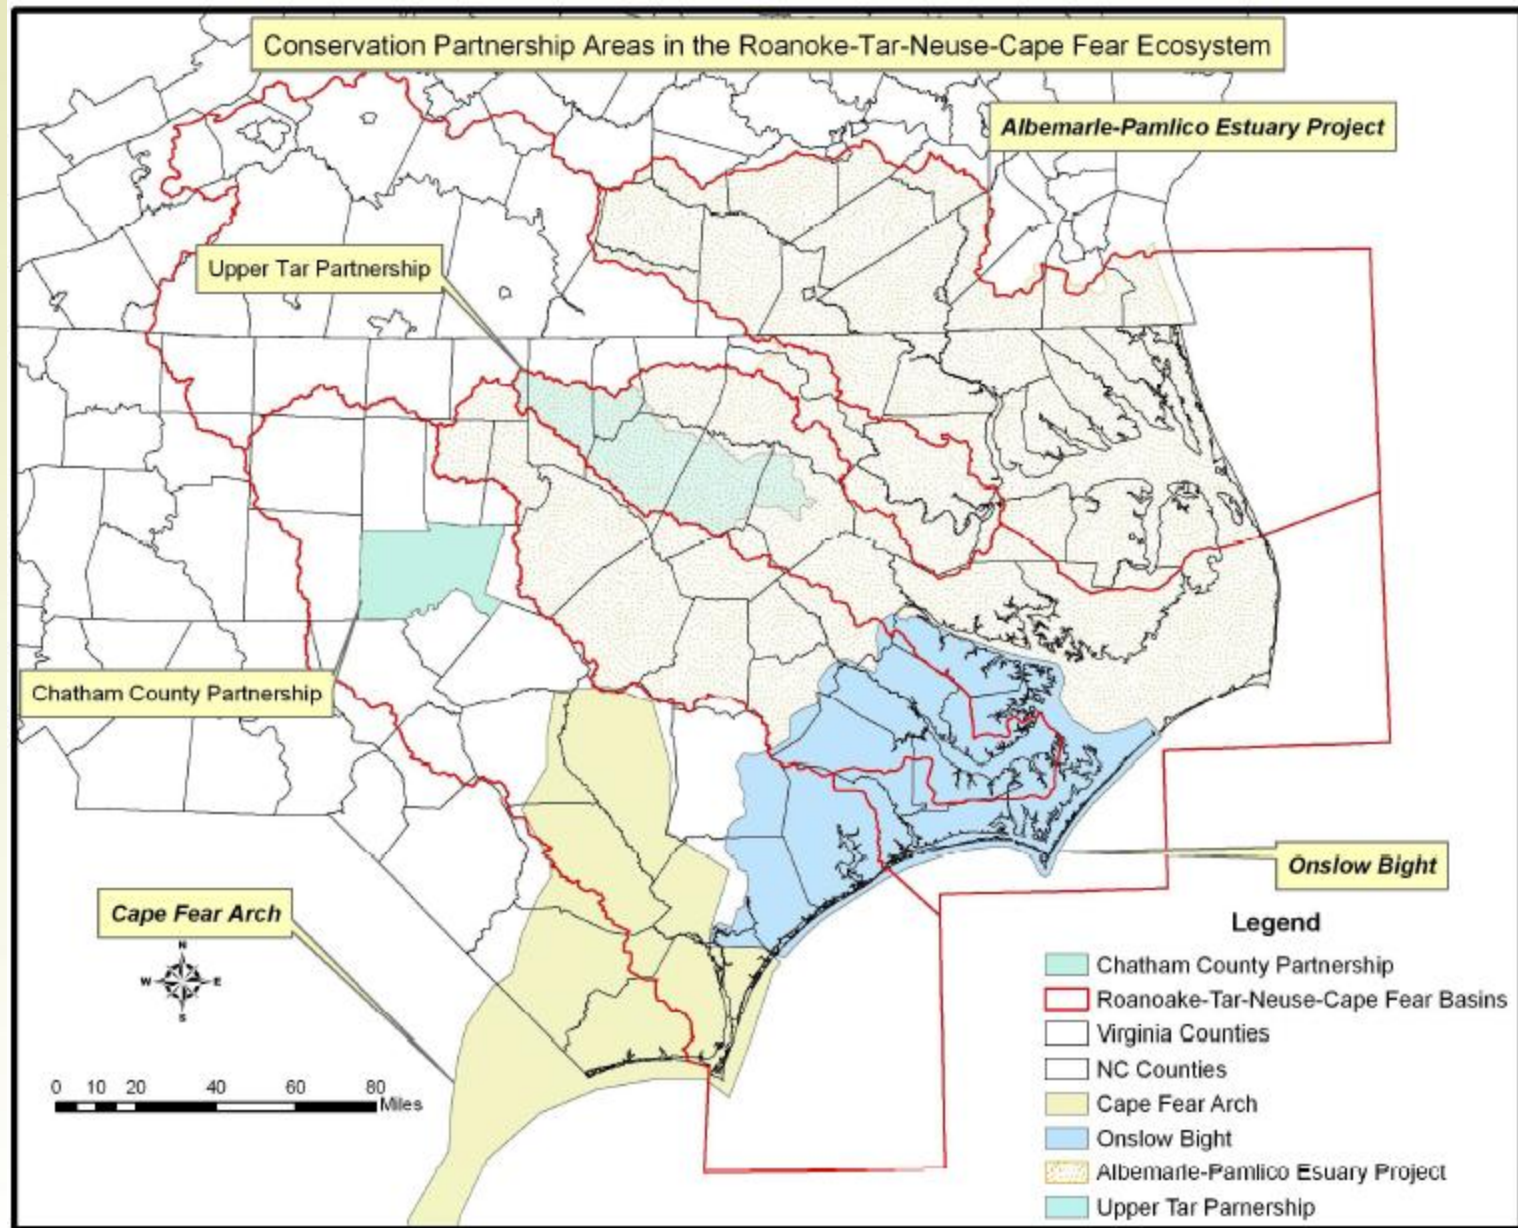 Conservation Partnership Areas in the Roanoke-Tar-Neuse-Cape Fear Ecosystem
Albemarle-Pamlico Estuary Project
Upper Tar Partnership
Chatham County Partnership
Onslow Bight
Cape Fear Arch
N
W E
S
0 10 20 40 60 80
Miles
Legend
Chatham County Partnership
Roanoake-Tar-Neuse-Cape Fear Basins
Virginia Counties
NC Counties
Cape Fear Arch
Onslow Bight
Albemarle-Pamlico Esuary Project
Upper Tar Parnership